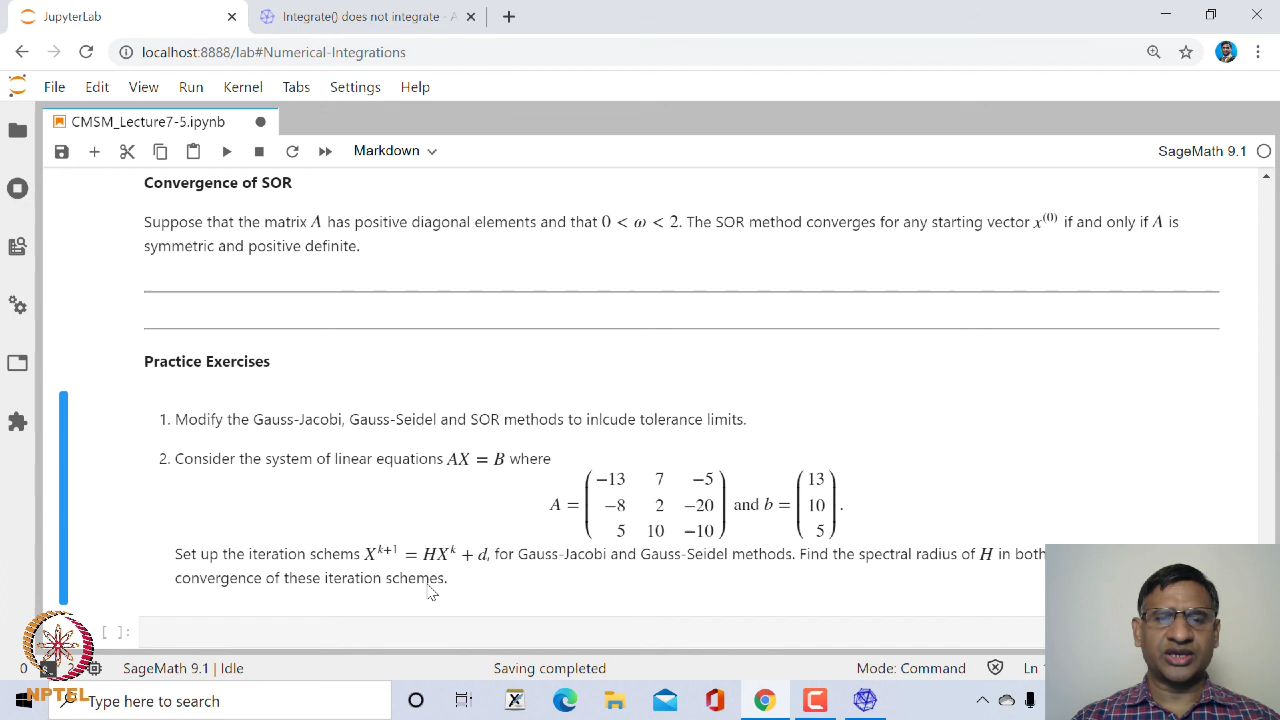 JupyterLab
Integrate() does not integrate - A
localhost:8888/lab#Numerical-Integrations
File Edit View Run Kernel Tabs Settings Help
CMSM_Lecture7-5.ipynb
Markdown
SageMath 9.1
Convergence of SOR
Suppose that the matrix A has positive diagonal elements and that 0 < ω < 2. The SOR method converges for any starting vector x^(0) if and only if A is
symmetric and positive definite.
Practice Exercises
1. Modify the Gauss-Jacobi, Gauss-Seidel and SOR methods to inlcude tolerance limits.
2. Consider the system of linear equations AX = B where
A = ( −13 7 −5
−8 2 −20
5 10 −10 ) and b = ( 13
10
5 ) .
Set up the iteration schems X^{k+1} = HX^k + d, for Gauss-Jacobi and Gauss-Seidel methods. Find the spectral radius of H in both
convergence of these iteration schemes.
[ ]:
0
SageMath 9.1 | Idle
Saving completed
Mode: Command
Ln 1
NPTEL
Type here to search